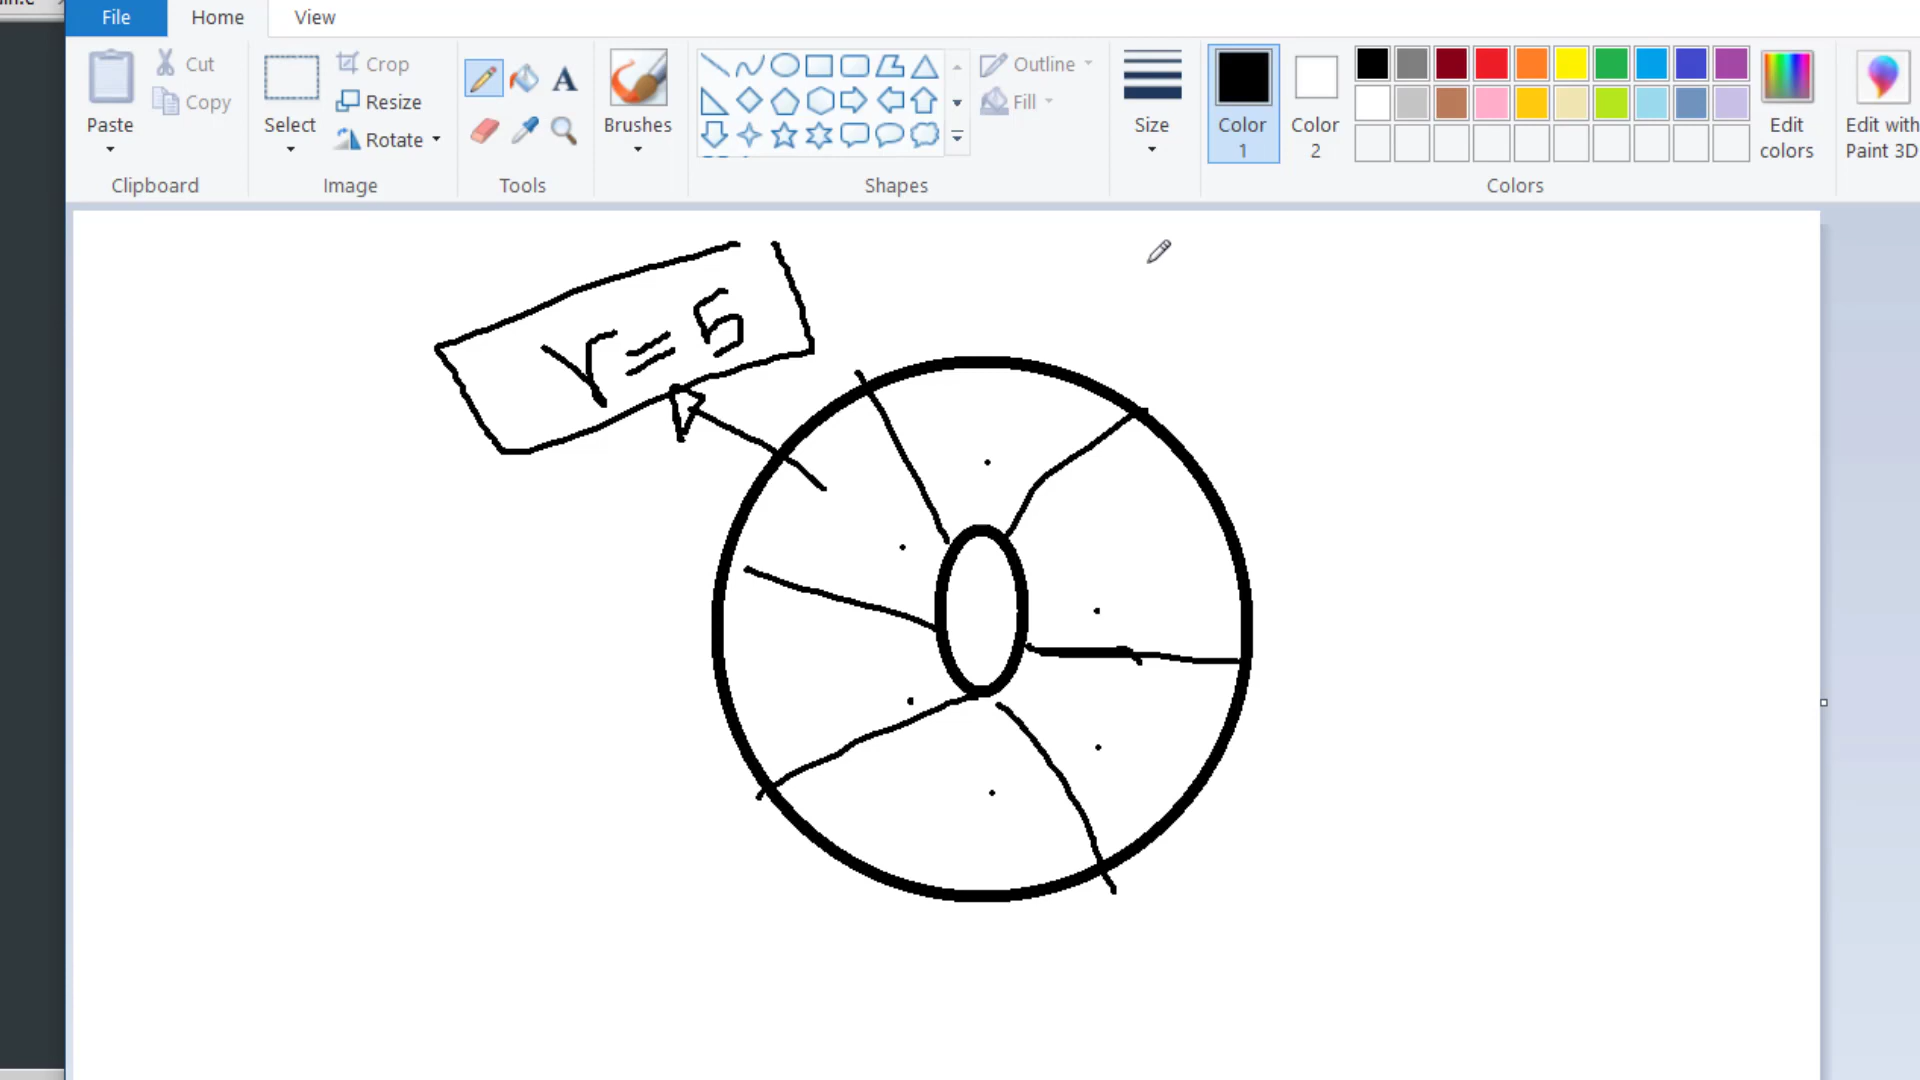 File Home View
Cut
Copy
Paste
Clipboard
Select
Crop
Resize
Rotate
Image
A
Tools
Brushes
Shapes
Outline
Fill
Size
Color 1
Color 2
Edit colors
Colors
Edit with Paint 3D
r = 5